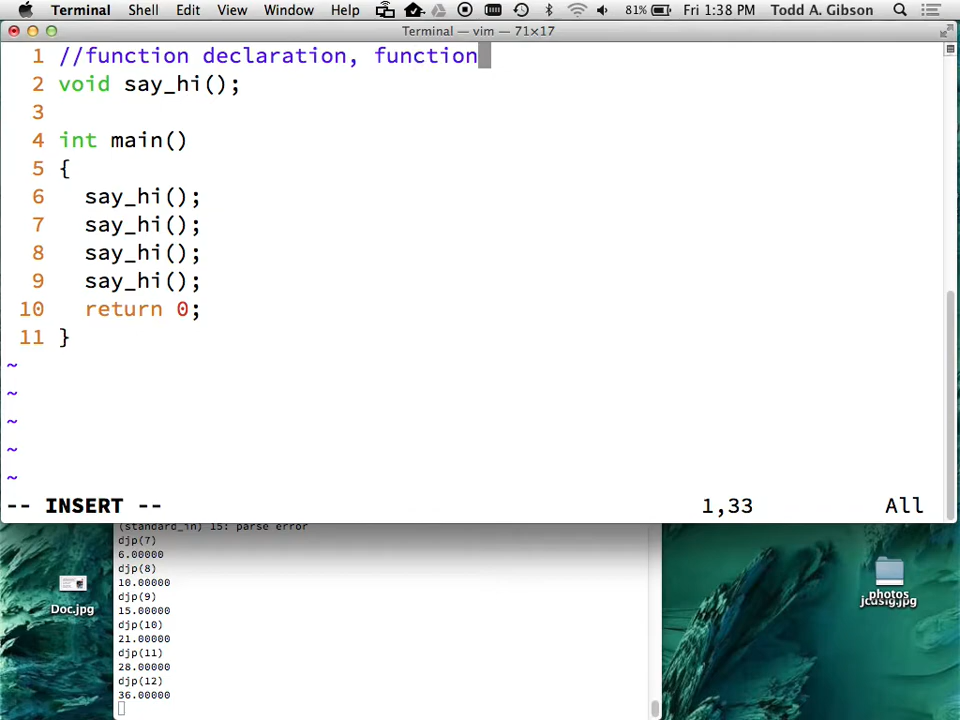 Terminal Shell Edit View Window Help 81% Fri 1:38 PM Todd A. Gibson
Terminal — vim — 71×17
1 //function declaration, function
2 void say_hi();
3
4 int main()
5 {
6 say_hi();
7 say_hi();
8 say_hi();
9 say_hi();
10 return 0;
11 }
~
~
~
~
~
-- INSERT -- 1,33 All
(standard_in) 15: parse error
djp(7)
6.00000
djp(8)
10.00000
djp(9)
15.00000
djp(10)
21.00000
djp(11)
28.00000
djp(12)
36.00000
Doc.jpg
photos
jcdsig.jpg